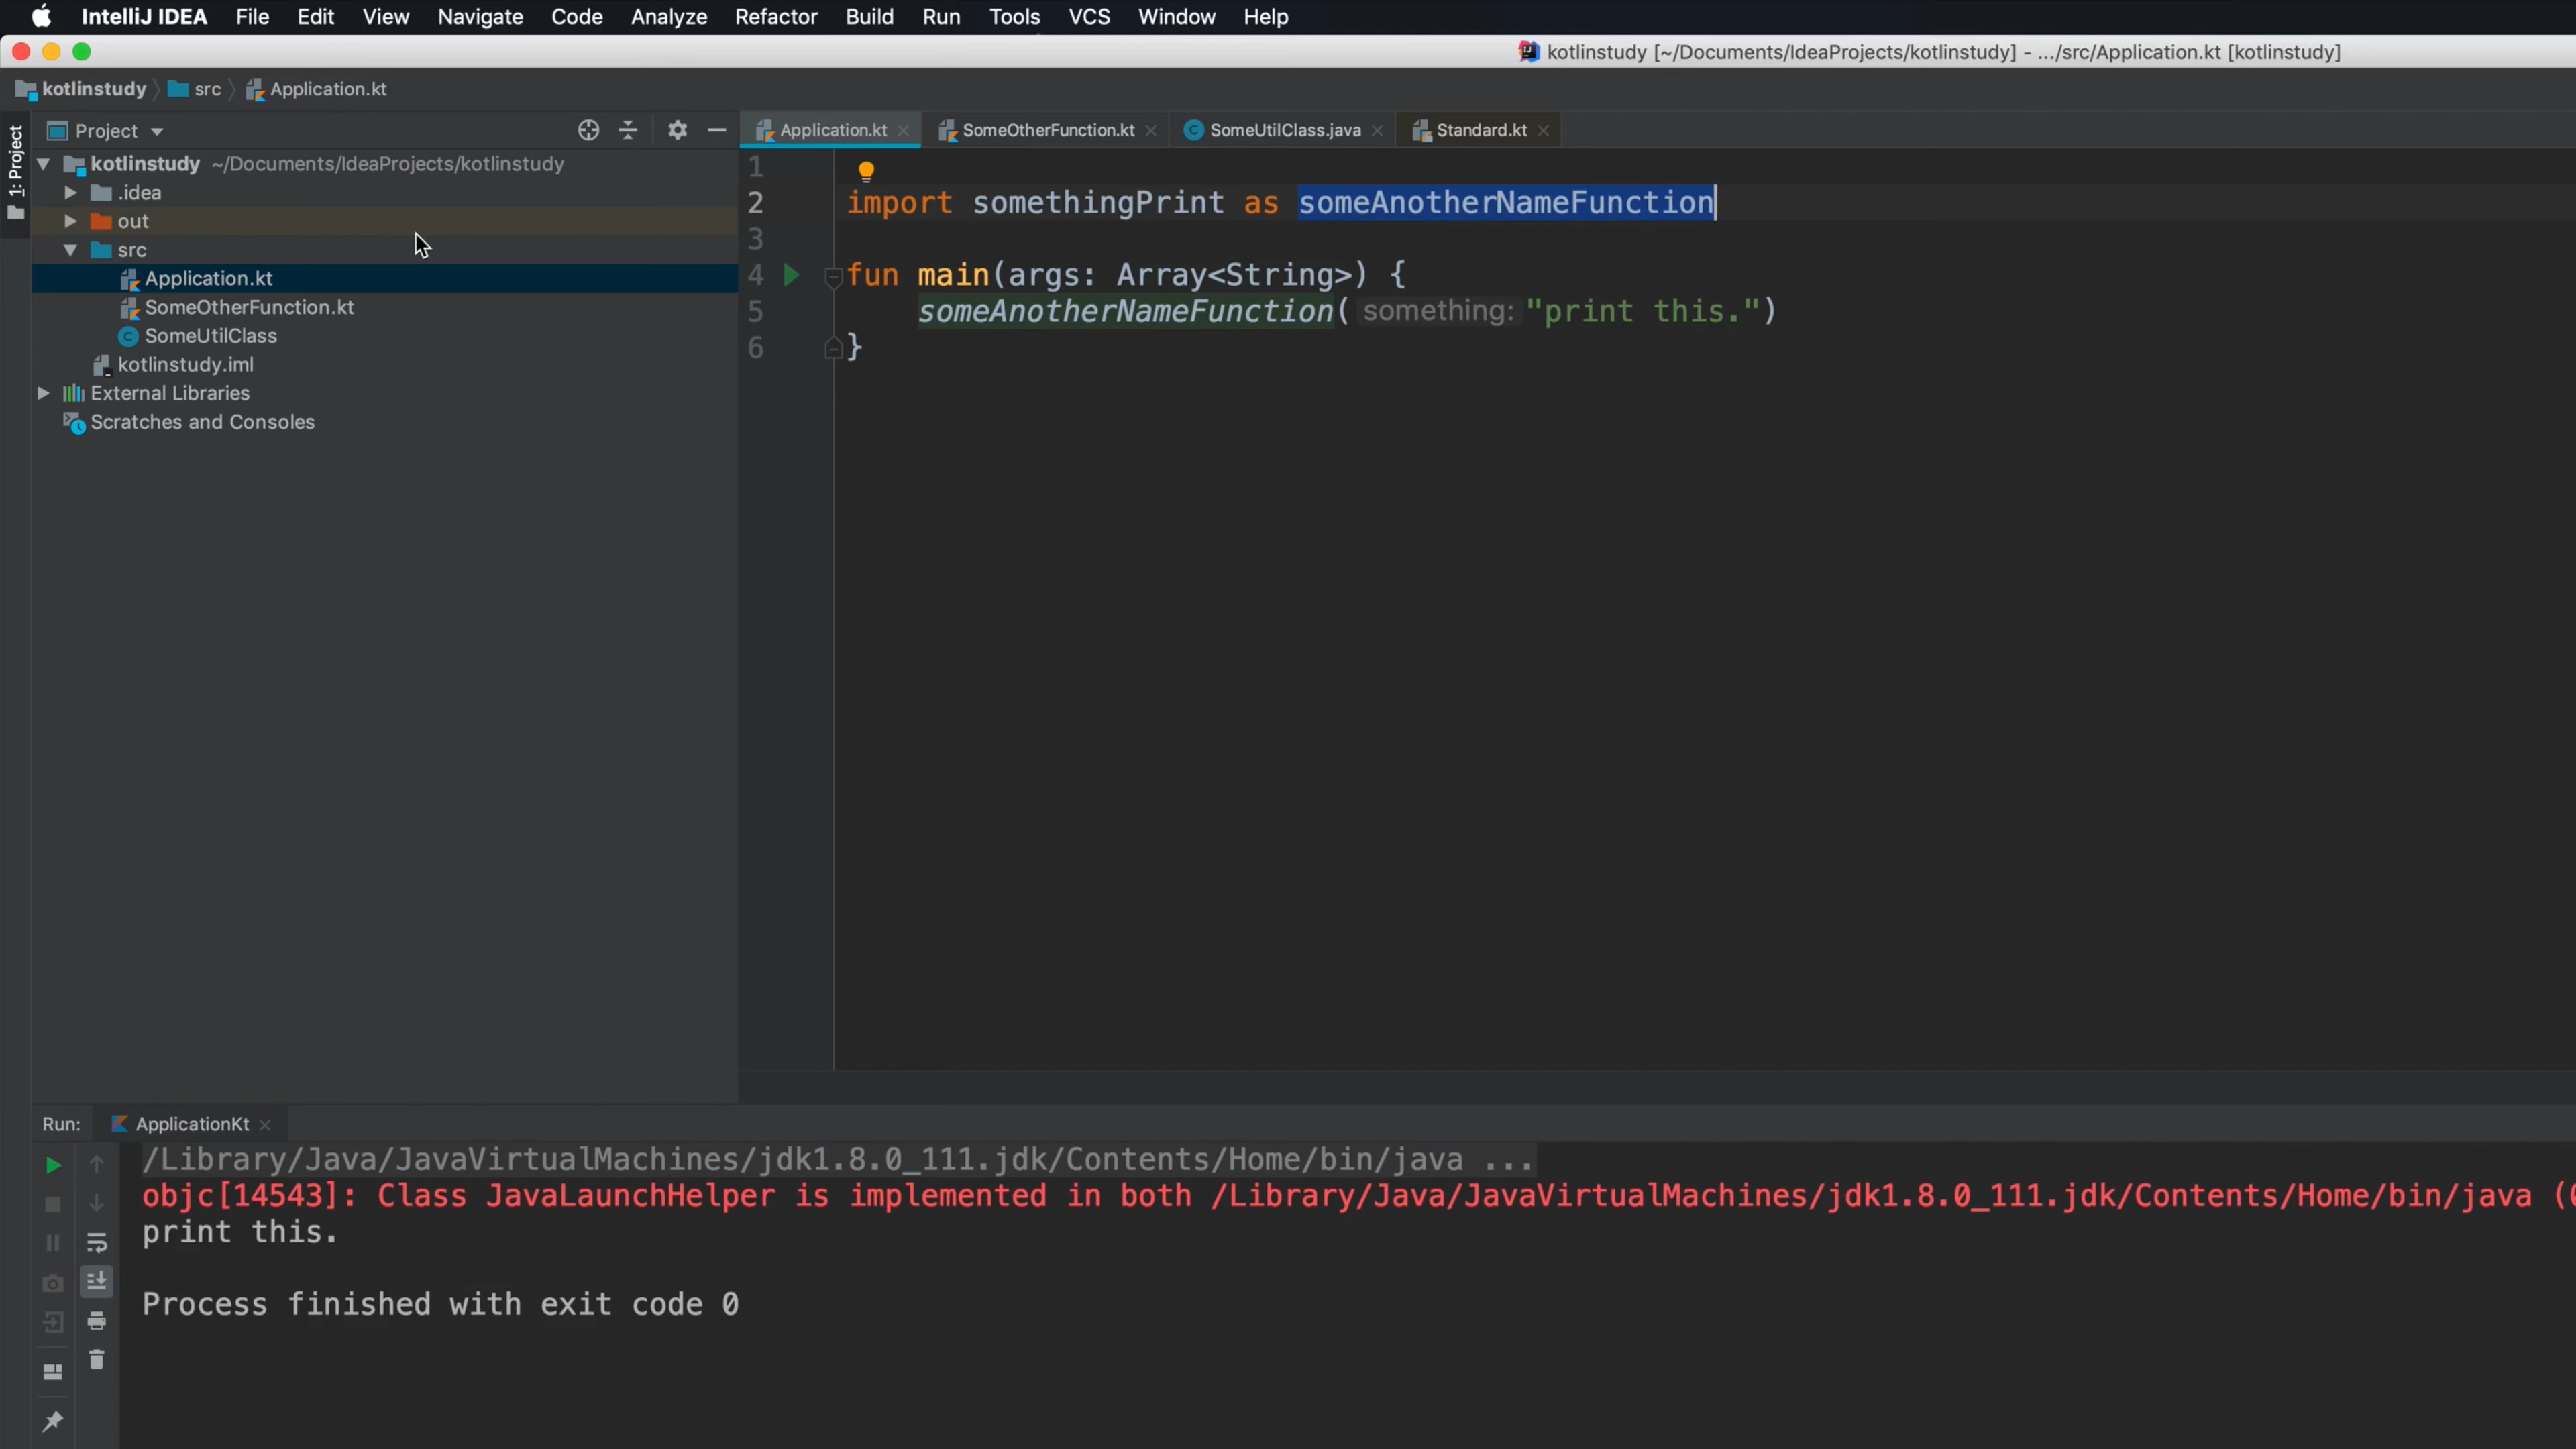 IntelliJ IDEA File Edit View Navigate Code Analyze Refactor Build Run Tools VCS Window Help
kotlinstudy [~/Documents/IdeaProjects/kotlinstudy] - .../src/Application.kt [kotlinstudy]
kotlinstudy src Application.kt
1: Project
Project
kotlinstudy ~/Documents/IdeaProjects/kotlinstudy
.idea
out
src
Application.kt
SomeOtherFunction.kt
SomeUtilClass
kotlinstudy.iml
External Libraries
Scratches and Consoles
Application.kt SomeOtherFunction.kt SomeUtilClass.java Standard.kt
1
2 import somethingPrint as someAnotherNameFunction
3
4 fun main(args: Array<String>) {
5 someAnotherNameFunction( something: "print this.")
6 }
Run: ApplicationKt
/Library/Java/JavaVirtualMachines/jdk1.8.0_111.jdk/Contents/Home/bin/java ...
objc[14543]: Class JavaLaunchHelper is implemented in both /Library/Java/JavaVirtualMachines/jdk1.8.0_111.jdk/Contents/Home/bin/java (
print this.
Process finished with exit code 0